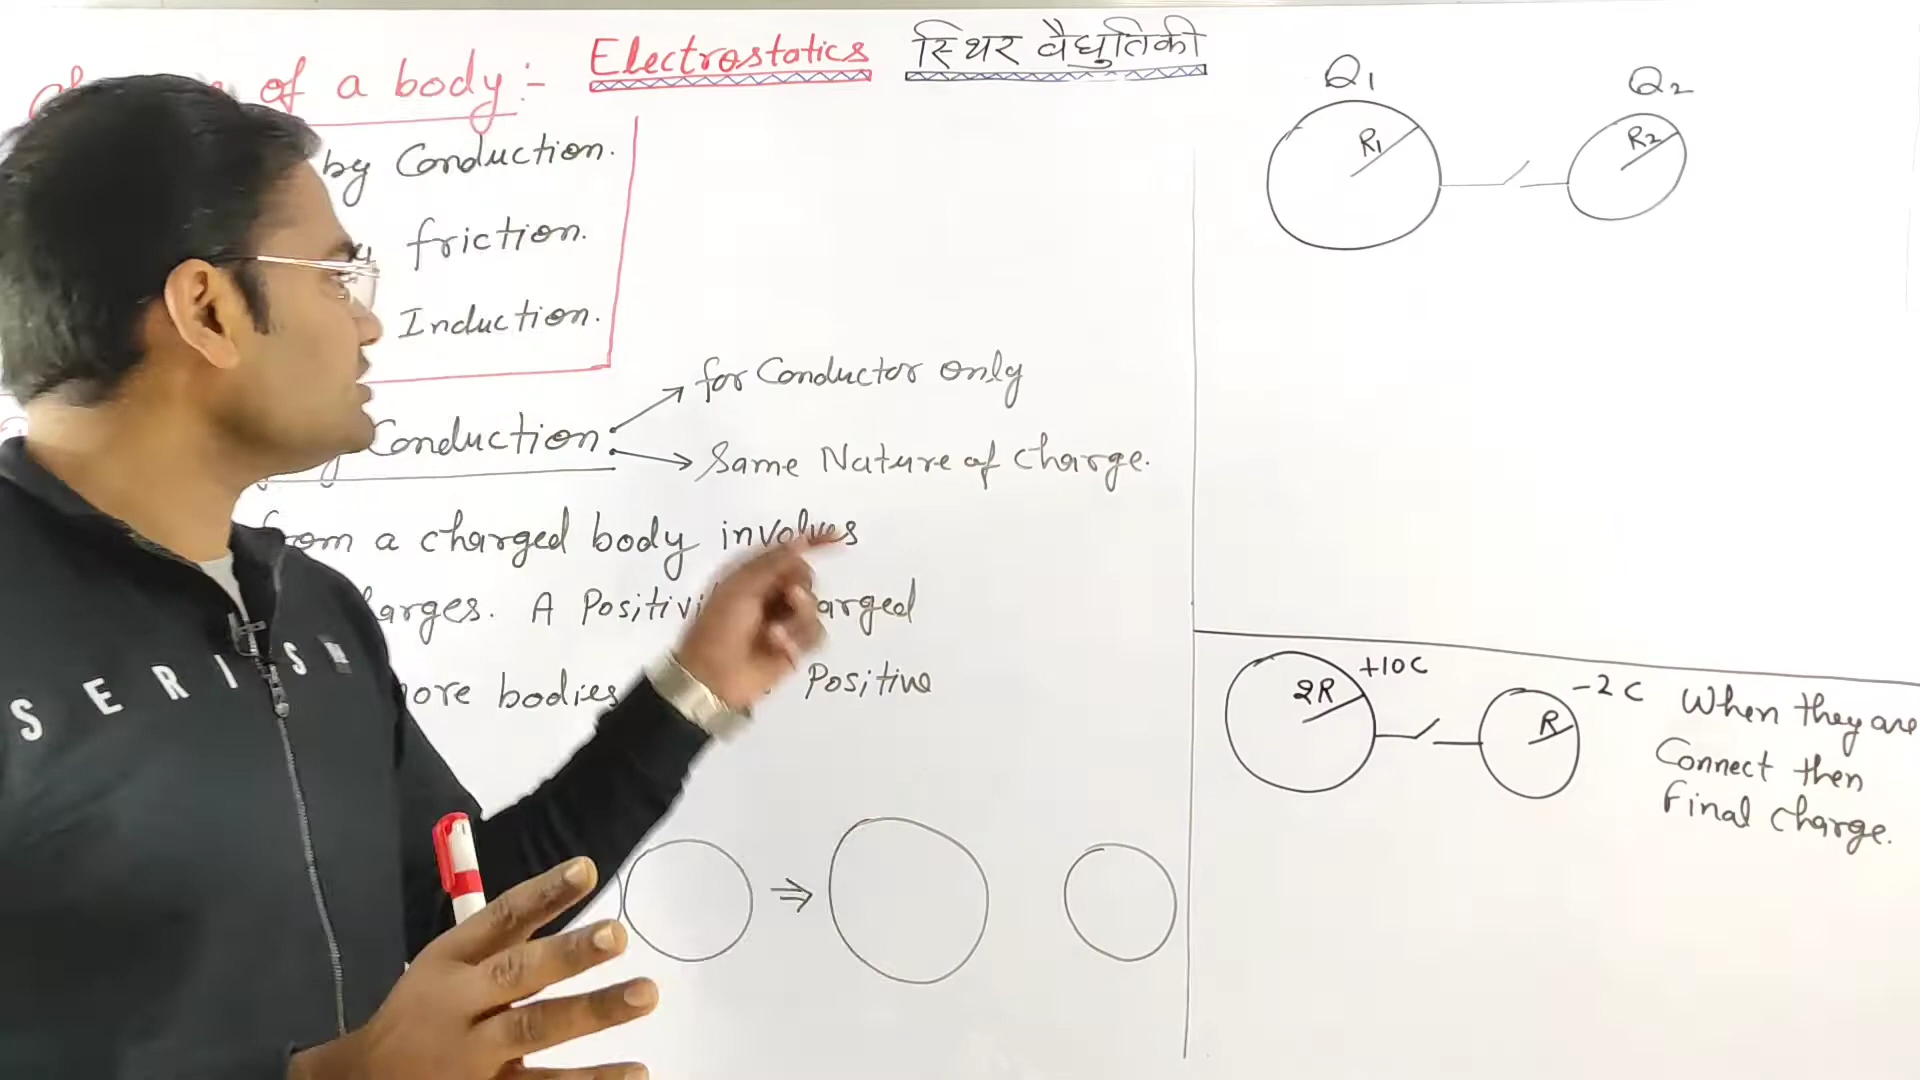 of a body :- Electrostatics स्थिर वैद्युतिकी
by Conduction.
friction.
Induction.
Conduction
for Conductor only
Same Nature of charge.
from a charged body involves
charges. A Positivi charged
more bodies Positive
Q1
R1
Q2
R2
2R
+10C
R
-2C
When they are
Connect then
Final charge.
SERI S